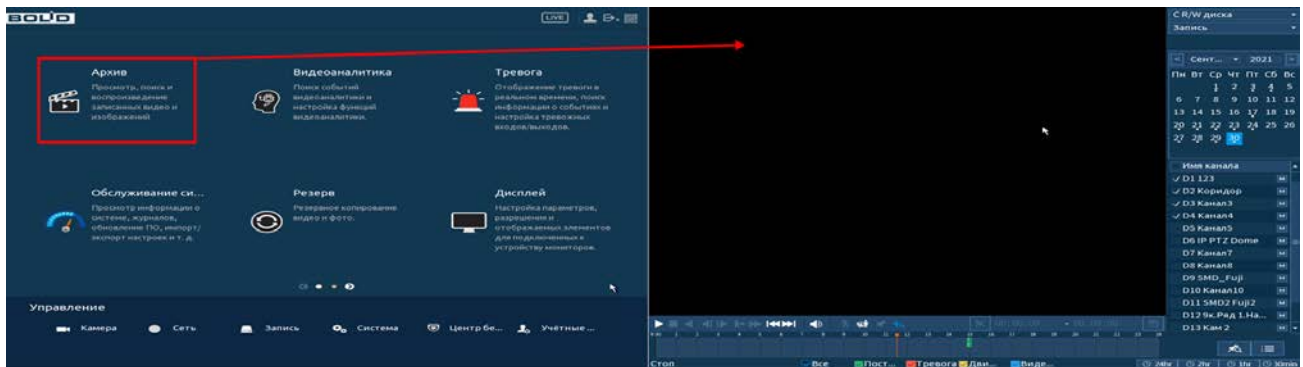 BOLID
LIVE
Архив
Просмотр, поиск и
воспроизведение
записанных видео и
изображений
Видеоаналитика
Поиск событий
видеоаналитики и
настройка функций
видеоаналитики.
Тревога
Отображение тревоги в
реальном времени, поиск
информации о событиях и
настройка тревожных
входов/выходов.
Обслуживание си...
Просмотр информации о
системе, журналов,
обновление ПО, импорт/
экспорт настроек и т. д.
Резерв
Резервное копирование
видео и фото.
Дисплей
Настройка параметров,
разрешения и
отображаемых элементов
для подключенных к
устройству мониторов.
Управление
Камера
Сеть
Запись
Система
Центр бе...
Учётные ...
С R/W диска
Запись
Сент... 2021
Пн Вт Ср Чт Пт Сб Вс
1 2 3 4 5
6 7 8 9 10 11 12
13 14 15 16 17 18 19
20 21 22 23 24 25 26
27 28 29 30
Имя канала
D1 123
D2 Коридор
D3 Канал3
D4 Канал4
D5 Канал5
D6 IP PTZ Dome
D7 Канал7
D8 Канал8
D9 SMD_Fuji
D10 Канал10
D11 SMD2 Fuji2
D12 9к.Ряд 1.На...
D13 Кам 2
Стоп
Все
Пост...
Тревога
Дви...
Виде...
24hr
2hr
1hr
30min